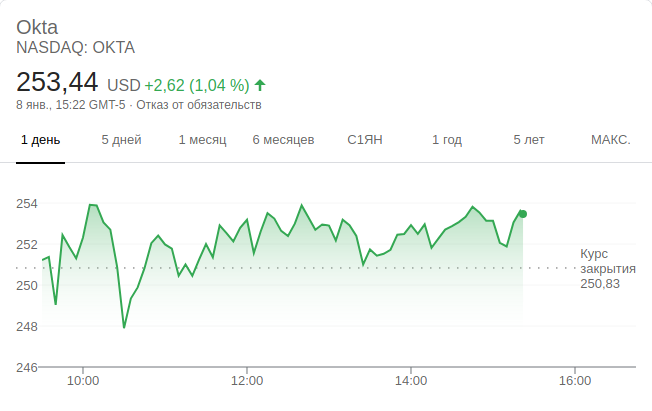 Okta
NASDAQ: OKTA
253,44 USD +2,62 (1,04 %)
8 янв., 15:22 GMT-5 · Отказ от обязательств
1 день 5 дней 1 месяц 6 месяцев С1ЯН 1 год 5 лет МАКС.
254
252
250
248
246
Курс
закрытия
250,83
10:00 12:00 14:00 16:00